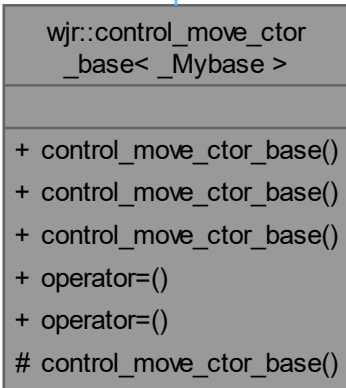 wjr::control_move_ctor
_base< _Mybase >
+ control_move_ctor_base()
+ control_move_ctor_base()
+ control_move_ctor_base()
+ operator=()
+ operator=()
# control_move_ctor_base()